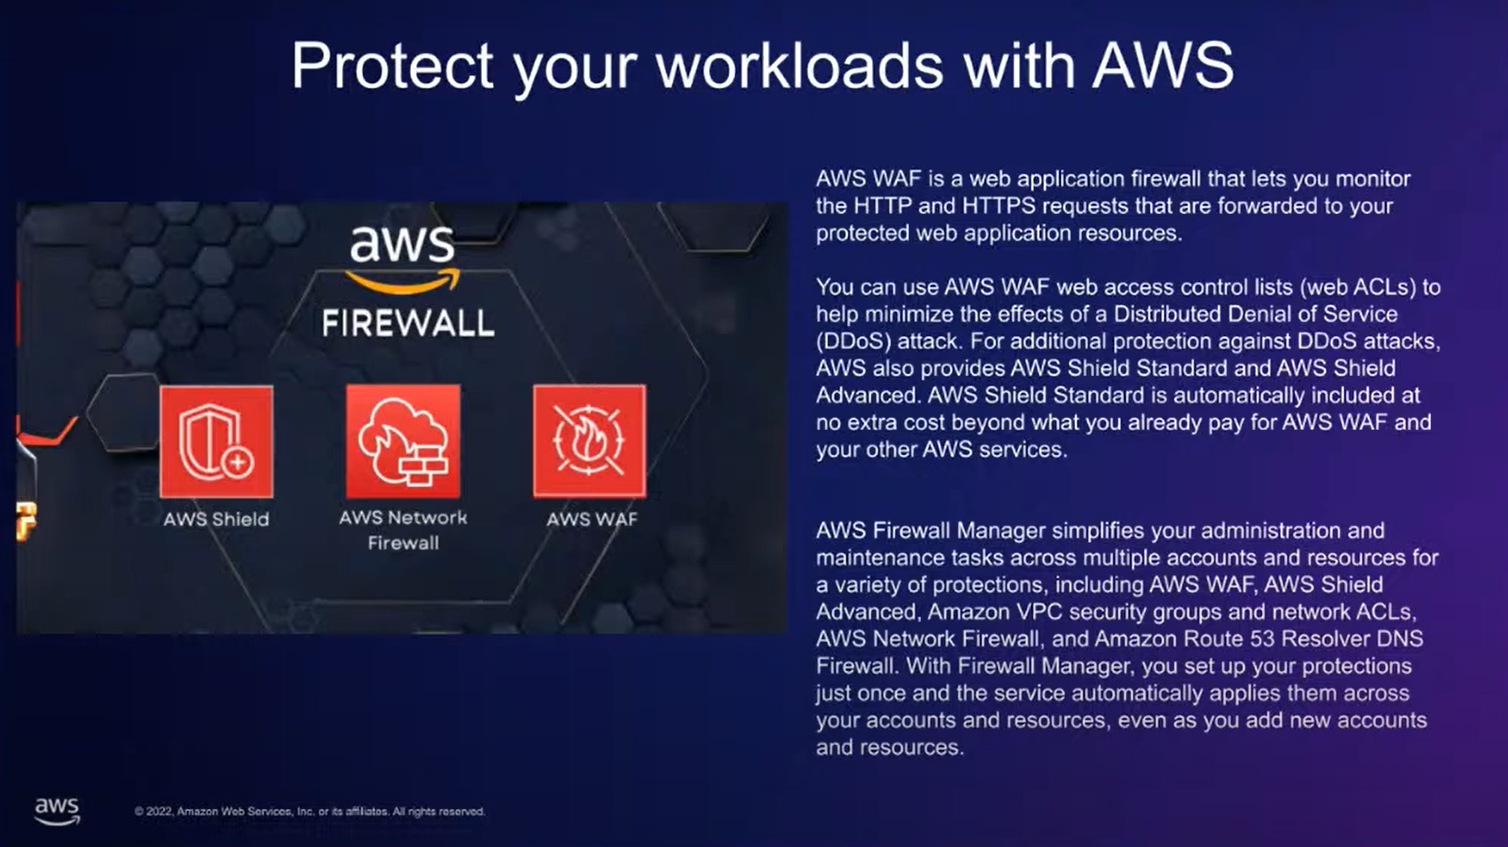 Protect your workloads with AWS
aws
FIREWALL
AWS Shield
AWS Network
Firewall
AWS WAF
AWS WAF is a web application firewall that lets you monitor
the HTTP and HTTPS requests that are forwarded to your
protected web application resources.
You can use AWS WAF web access control lists (web ACLs) to
help minimize the effects of a Distributed Denial of Service
(DDoS) attack. For additional protection against DDoS attacks,
AWS also provides AWS Shield Standard and AWS Shield
Advanced. AWS Shield Standard is automatically included at
no extra cost beyond what you already pay for AWS WAF and
your other AWS services.
AWS Firewall Manager simplifies your administration and
maintenance tasks across multiple accounts and resources for
a variety of protections, including AWS WAF, AWS Shield
Advanced, Amazon VPC security groups and network ACLs,
AWS Network Firewall, and Amazon Route 53 Resolver DNS
Firewall. With Firewall Manager, you set up your protections
just once and the service automatically applies them across
your accounts and resources, even as you add new accounts
and resources.
aws
© 2022, Amazon Web Services, Inc. or its affiliates. All rights reserved.